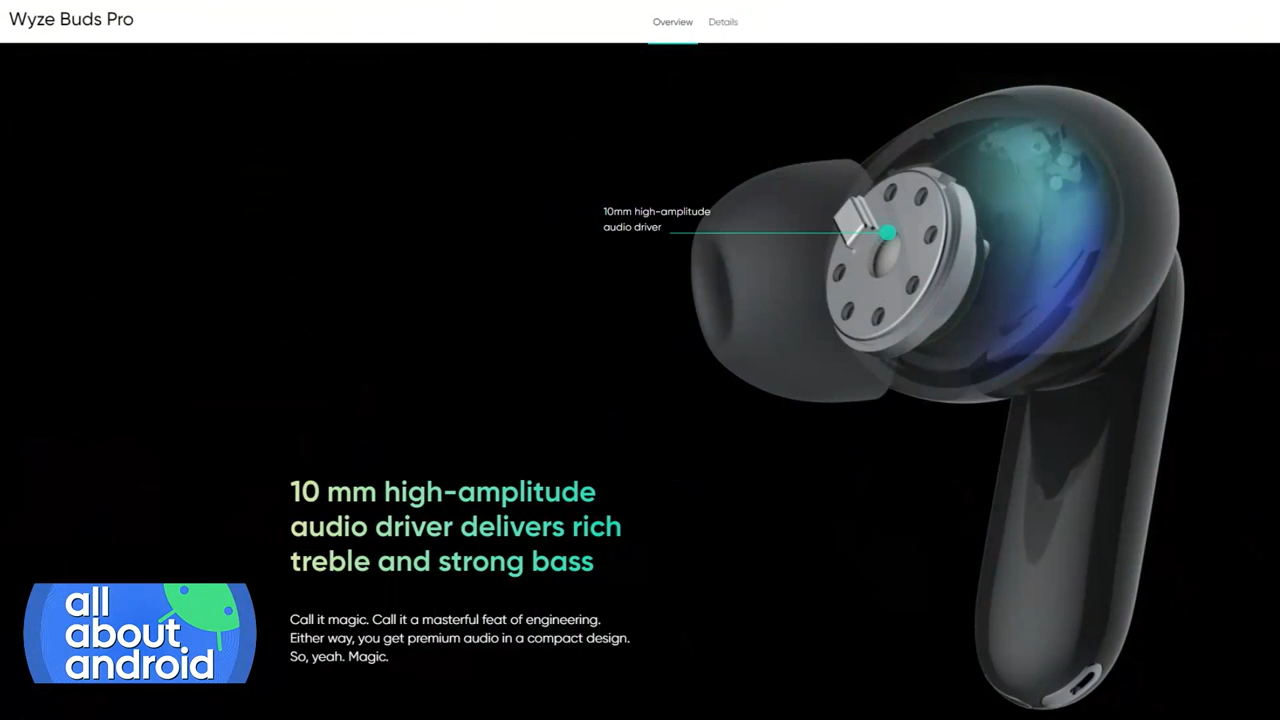 Wyze Buds Pro
Overview Details
10mm high-amplitude
audio driver
10 mm high-amplitude
audio driver delivers rich
treble and strong bass
Call it magic. Call it a masterful feat of engineering.
Either way, you get premium audio in a compact design.
So, yeah. Magic.
all
about
android